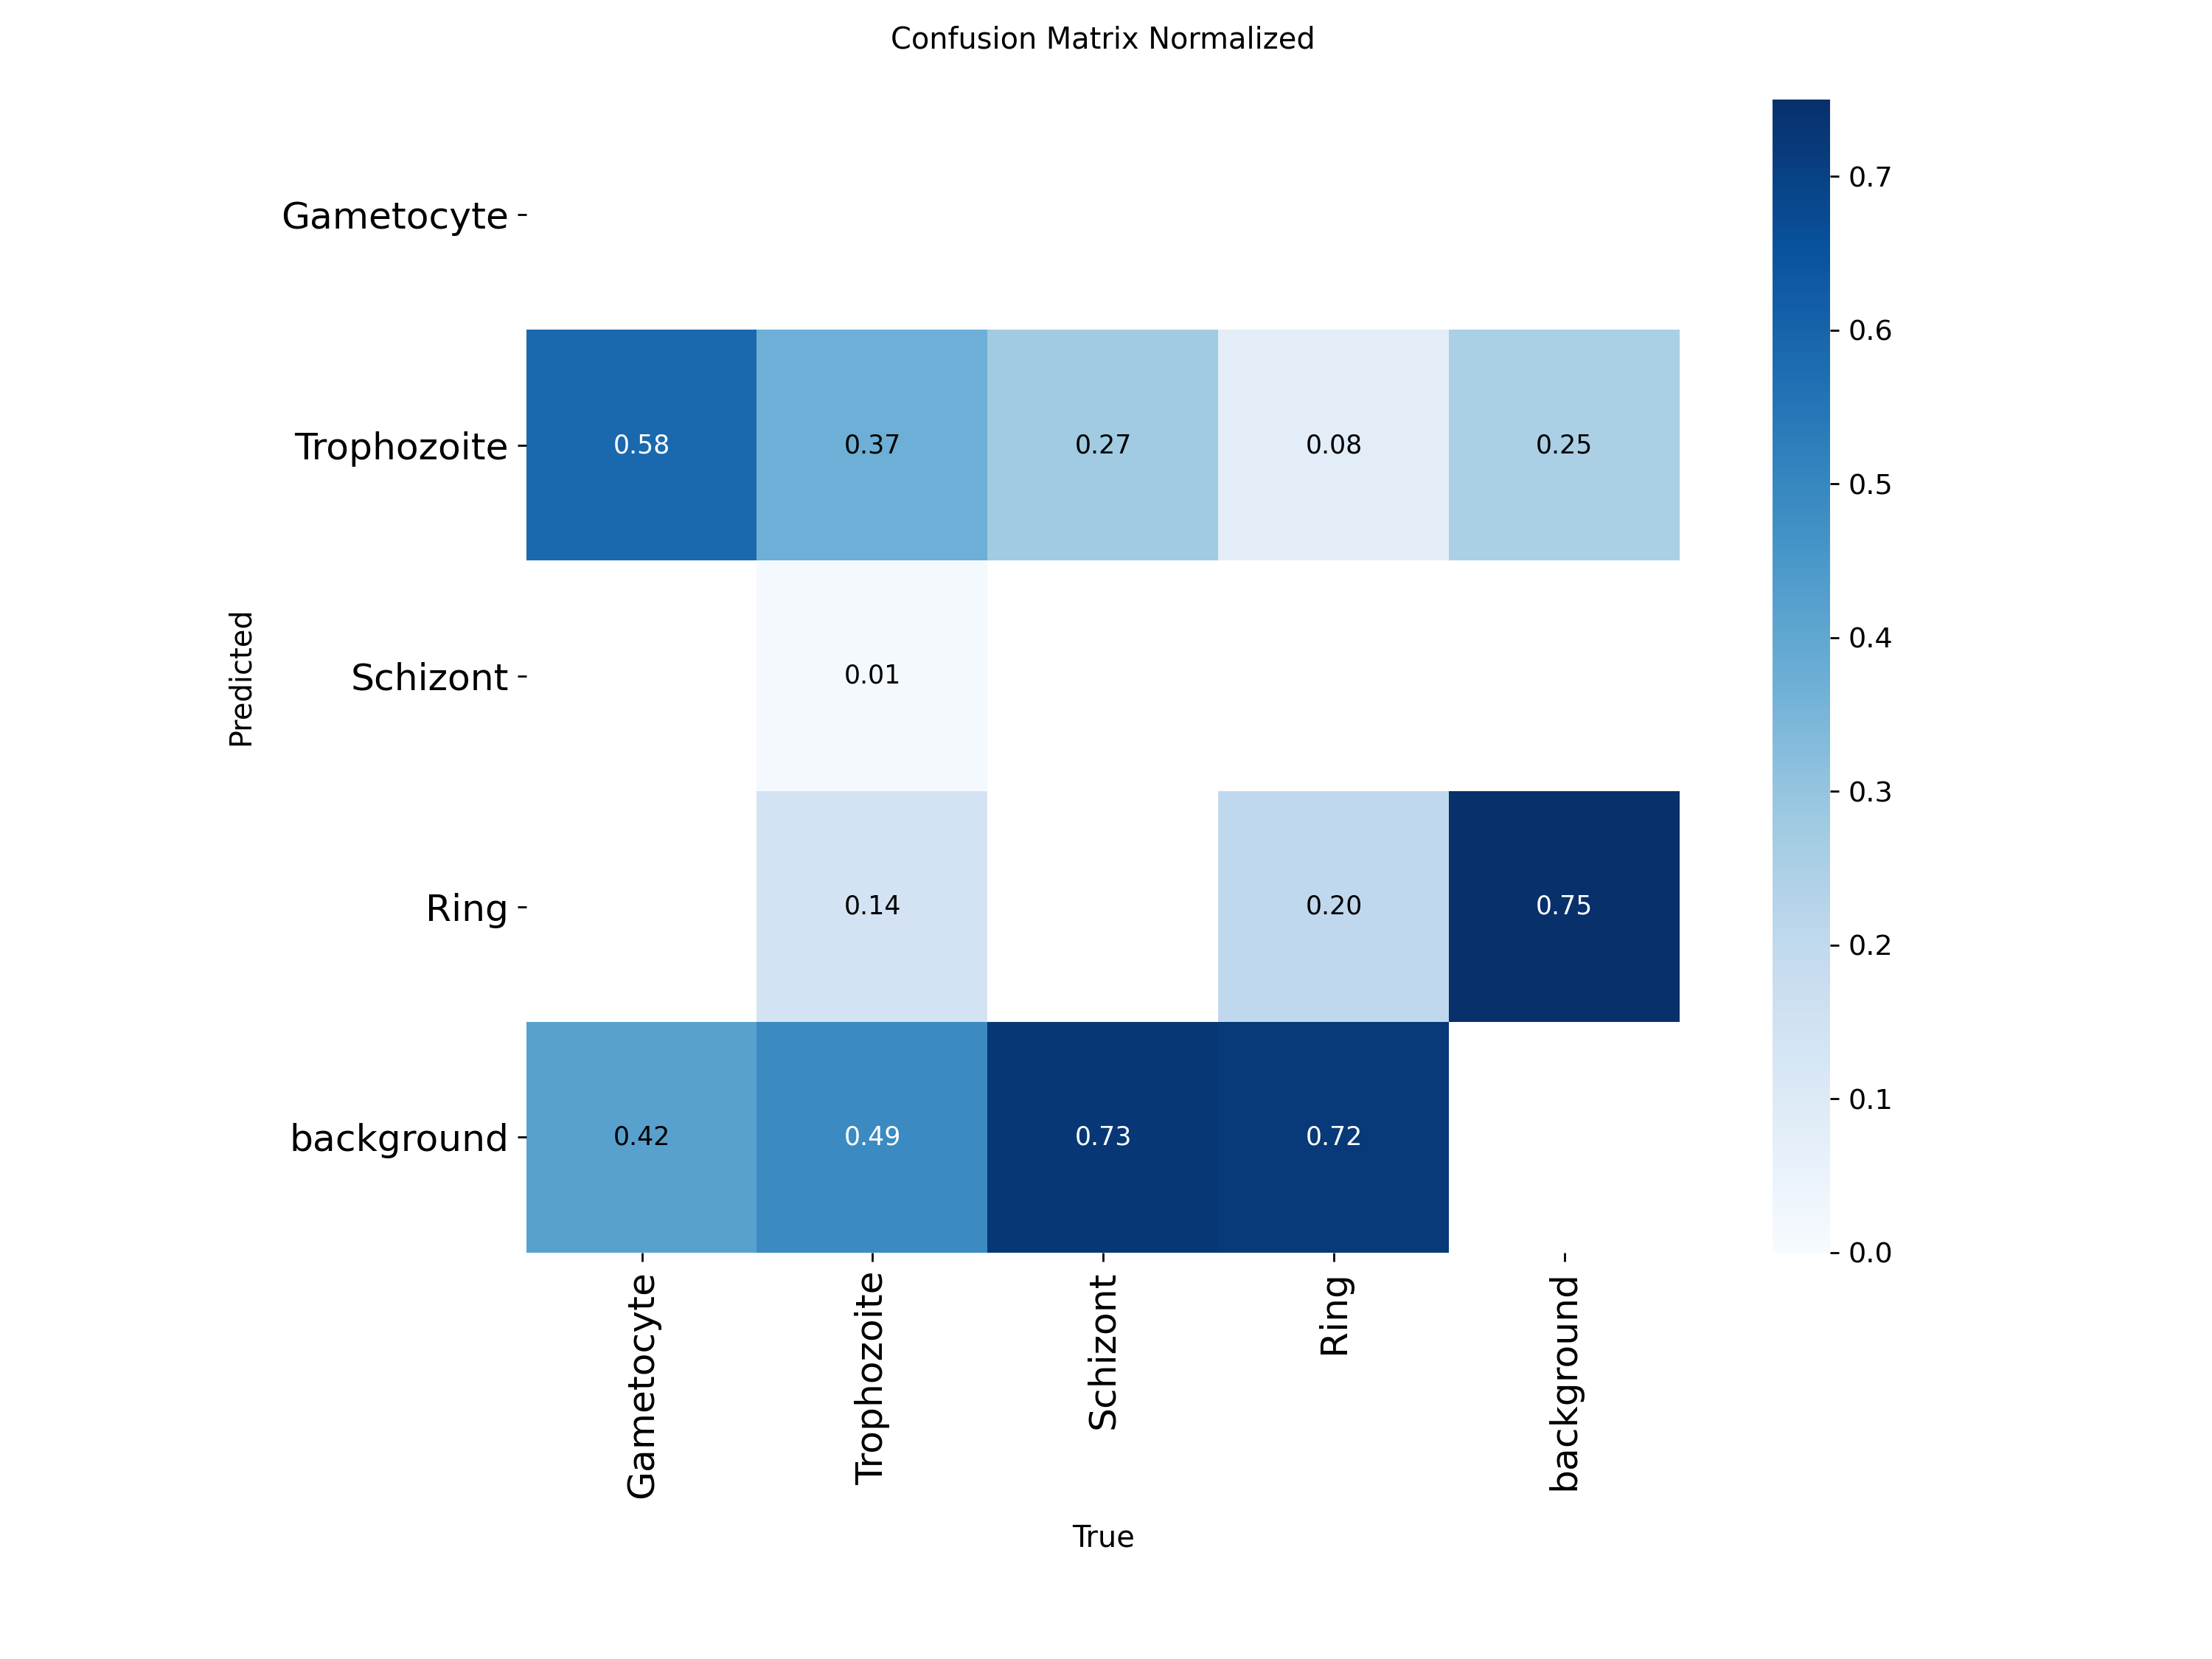 Confusion Matrix Normalized
Predicted
Gametocyte
Trophozoite
0.58 0.37 0.27 0.08 0.25
Schizont
0.01
Ring
0.14 0.20 0.75
background
0.42 0.49 0.73 0.72
Gametocyte
Trophozoite
Schizont
Ring
background
True
0.7
0.6
0.5
0.4
0.3
0.2
0.1
0.0